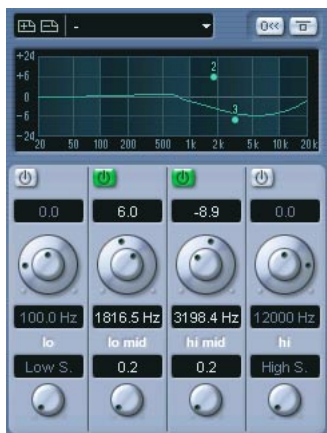 -
0<<
+24
+6
0
-6
-24
2
3
20 50 100 200 500 1k 2k 5k 10k 20k
0.0 6.0 -8.9 0.0
100.0 Hz 1816.5 Hz 3198.4 Hz 12000 Hz
lo lo mid hi mid hi
Low S. 0.2 0.2 High S.